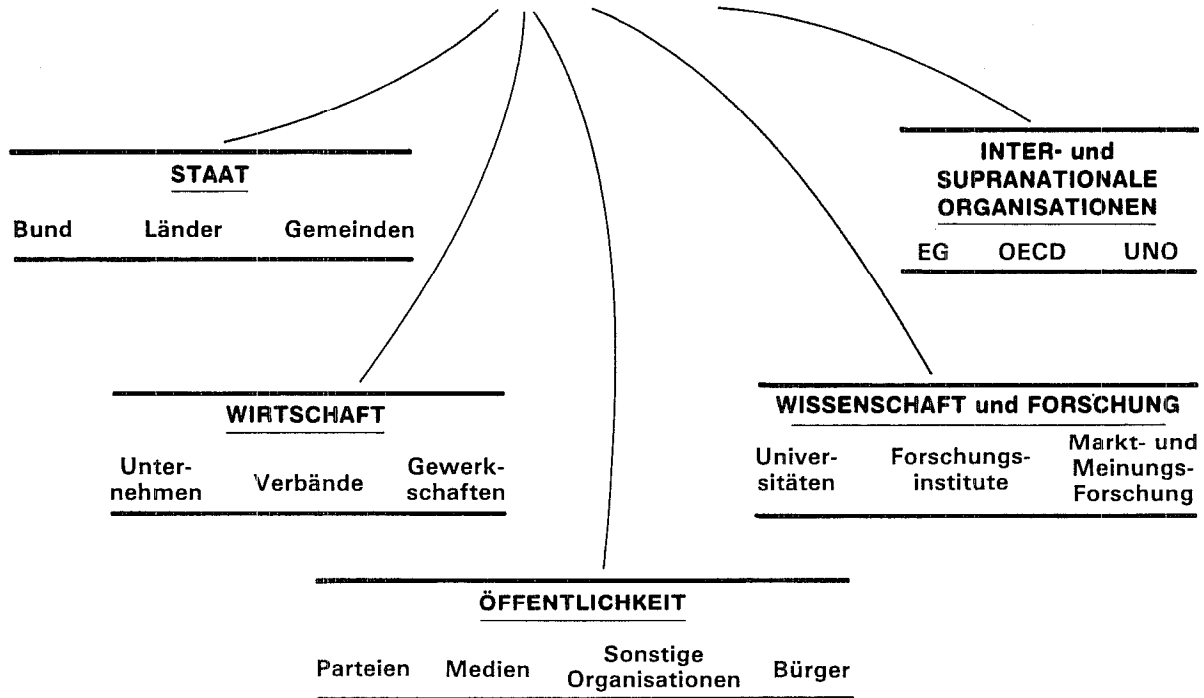 STAAT
Bund Länder Gemeinden
INTER- und
SUPRANATIONALE
ORGANISATIONEN
EG OECD UNO
WIRTSCHAFT
Unter-
nehmen
Verbände
Gewerk-
schaften
WISSENSCHAFT und FORSCHUNG
Univer-
sitäten
Forschungs-
institute
Markt- und
Meinungs-
Forschung
ÖFFENTLICHKEIT
Parteien
Medien
Sonstige
Organisationen
Bürger